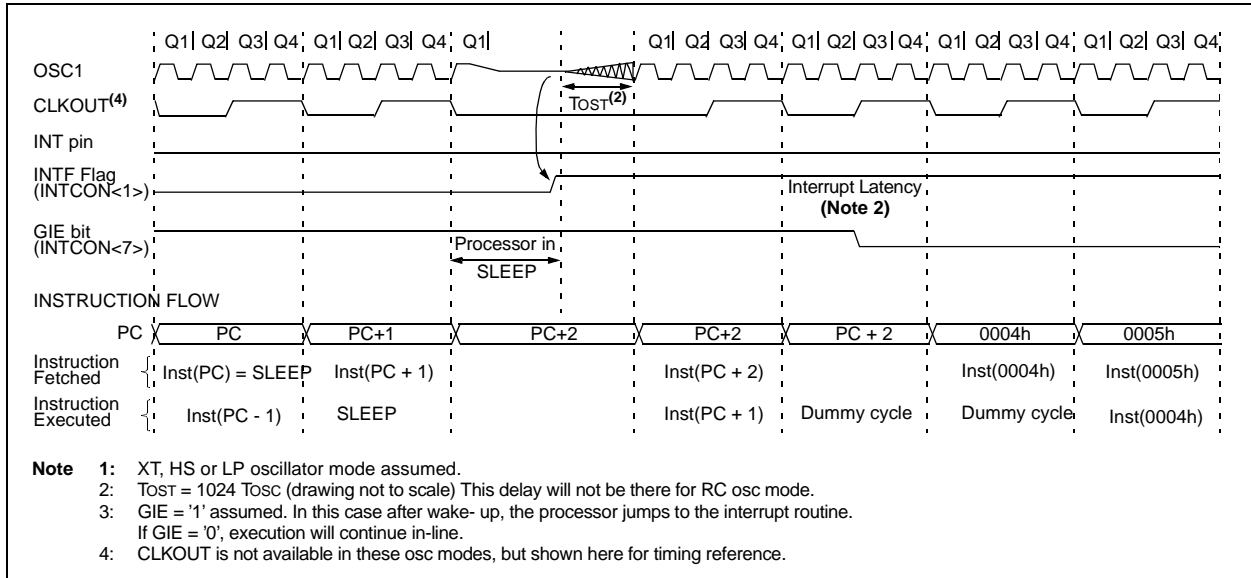 Q1 Q2 Q3 Q4 Q1 Q2 Q3 Q4 Q1 Q1 Q2 Q3 Q4 Q1 Q2 Q3 Q4 Q1 Q2 Q3 Q4 Q1 Q2 Q3 Q4
OSC1
CLKOUT(4)
TOST(2)
INT pin
INTF Flag
(INTCON<1>)
Interrupt Latency
(Note 2)
GIE bit
(INTCON<7>)
Processor in
SLEEP
INSTRUCTION FLOW
PC PC PC+1 PC+2 PC+2 PC + 2 0004h 0005h
Instruction
Fetched
Inst(PC) = SLEEP Inst(PC + 1) Inst(PC + 2) Inst(0004h) Inst(0005h)
Instruction
Executed
Inst(PC - 1) SLEEP Inst(PC + 1) Dummy cycle Dummy cycle Inst(0004h)
Note 1: XT, HS or LP oscillator mode assumed.
2: TOST = 1024 TOSC (drawing not to scale) This delay will not be there for RC osc mode.
3: GIE = '1' assumed. In this case after wake- up, the processor jumps to the interrupt routine.
If GIE = '0', execution will continue in-line.
4: CLKOUT is not available in these osc modes, but shown here for timing reference.